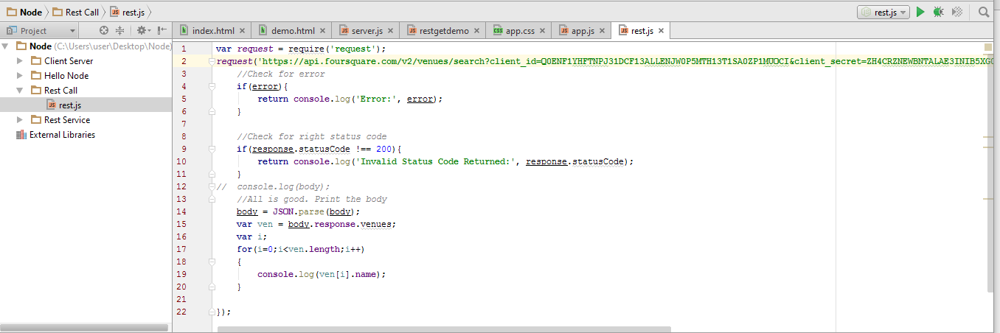 Node Rest Call rest.js rest.js
Project index.html demo.html server.js restgetdemo app.css app.js rest.js
Node (C:\Users\user\Desktop\Node)
Client Server
Hello Node
Rest Call
rest.js
Rest Service
External Libraries
1 var request = require('request');
2 request('https://api.foursquare.com/v2/venues/search?client_id=Q0ENF1YHFTNPJ31DCF13ALLENJW0P5MTH13T1SA0ZP1MUOCI&client_secret=ZH4CRZNEWBNTALAE3INIB5XG0
3 //Check for error
4 if(error){
5 return console.log('Error:', error);
6 }
7
8 //Check for right status code
9 if(response.statusCode !== 200){
10 return console.log('Invalid Status Code Returned:', response.statusCode);
11 }
12 // console.log(body);
13 //All is good. Print the body
14 body = JSON.parse(body);
15 var ven = body.response.venues;
16 var i;
17 for(i=0;i<ven.length;i++)
18 {
19 console.log(ven[i].name);
20 }
21
22 });